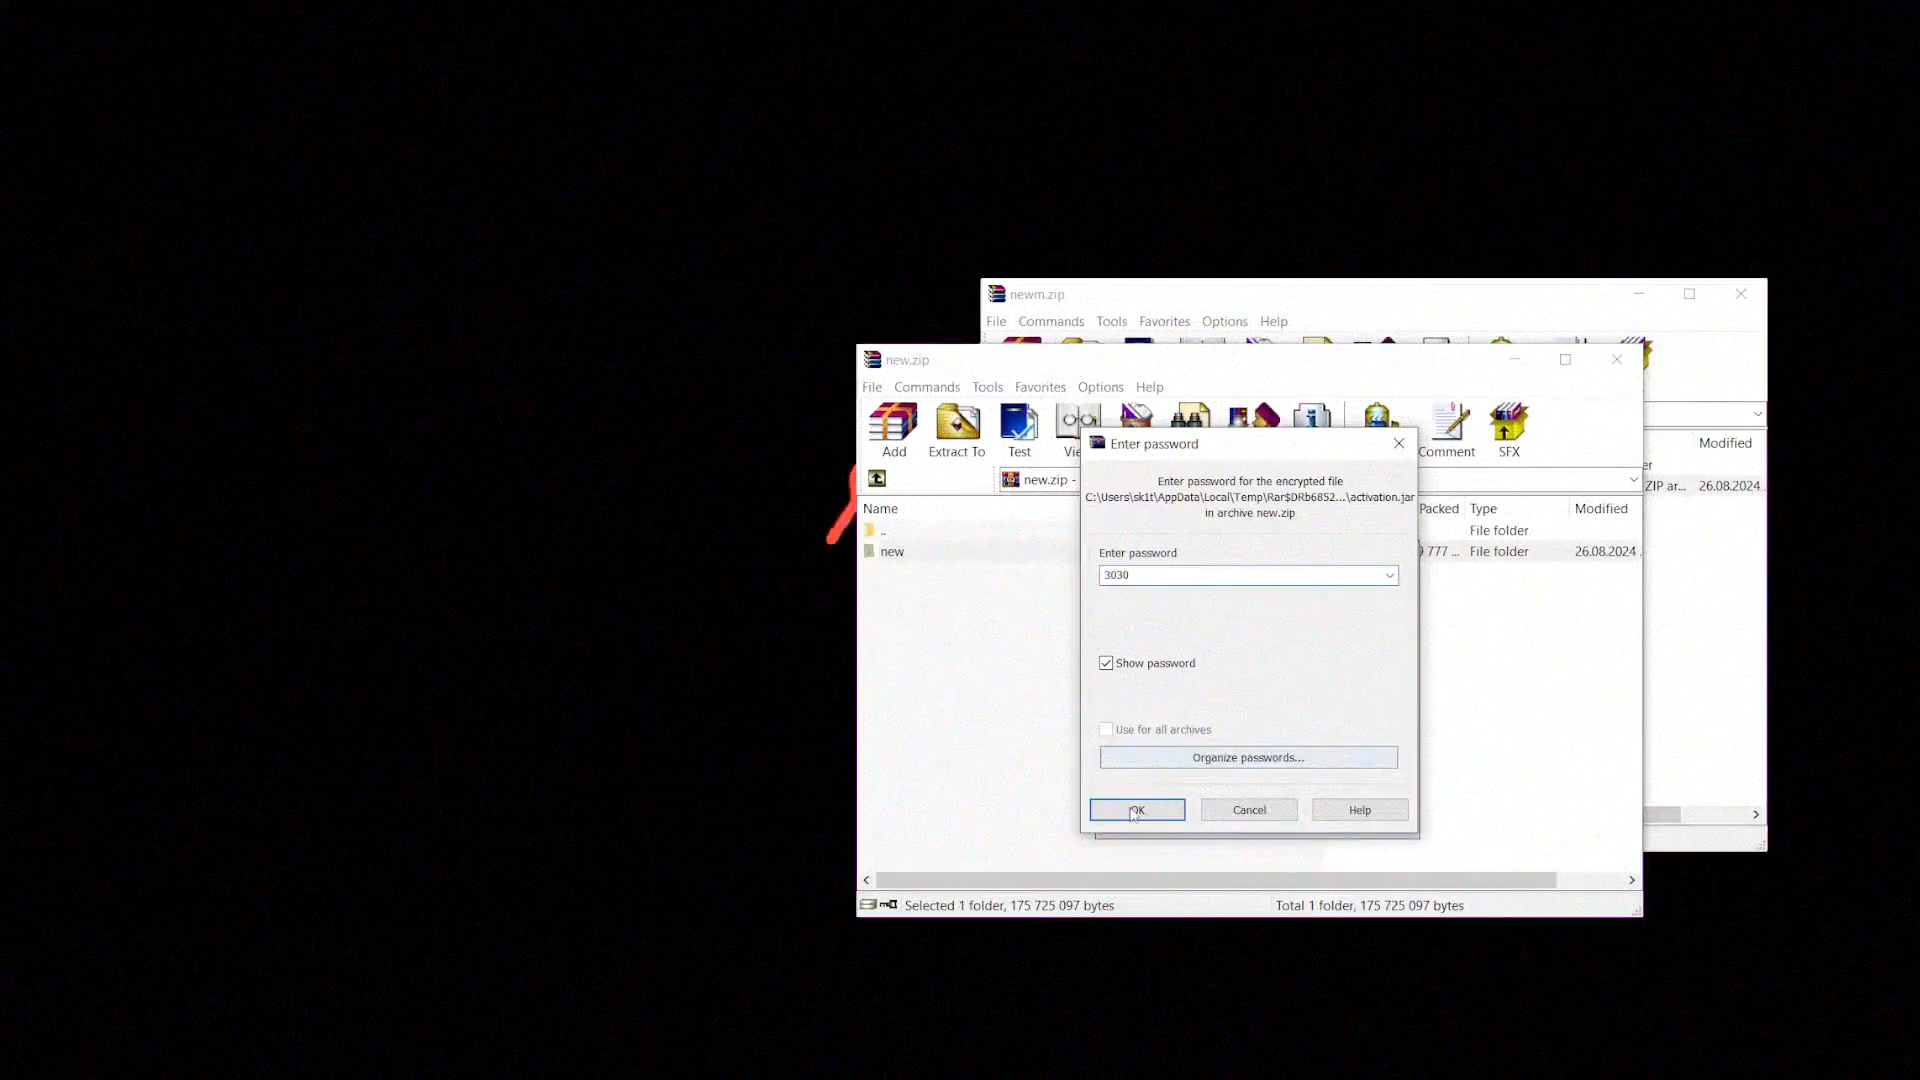 newm.zip
File Commands Tools Favorites Options Help
new.zip
File Commands Tools Favorites Options Help
Add Extract To Test Comment SFX
Modified
new.zip -
ZIP ar... 26.08.2024
Enter password
Enter password for the encrypted file
C:\Users\sk1t\AppData\Local\Temp\Rar$DRb6852...\activation.jar
in archive new.zip
Name Packed Type Modified
.. File folder
new 9 777 ... File folder 26.08.2024
Enter password
3030
Show password
Use for all archives
Organize passwords...
OK Cancel Help
Selected 1 folder, 175 725 097 bytes Total 1 folder, 175 725 097 bytes